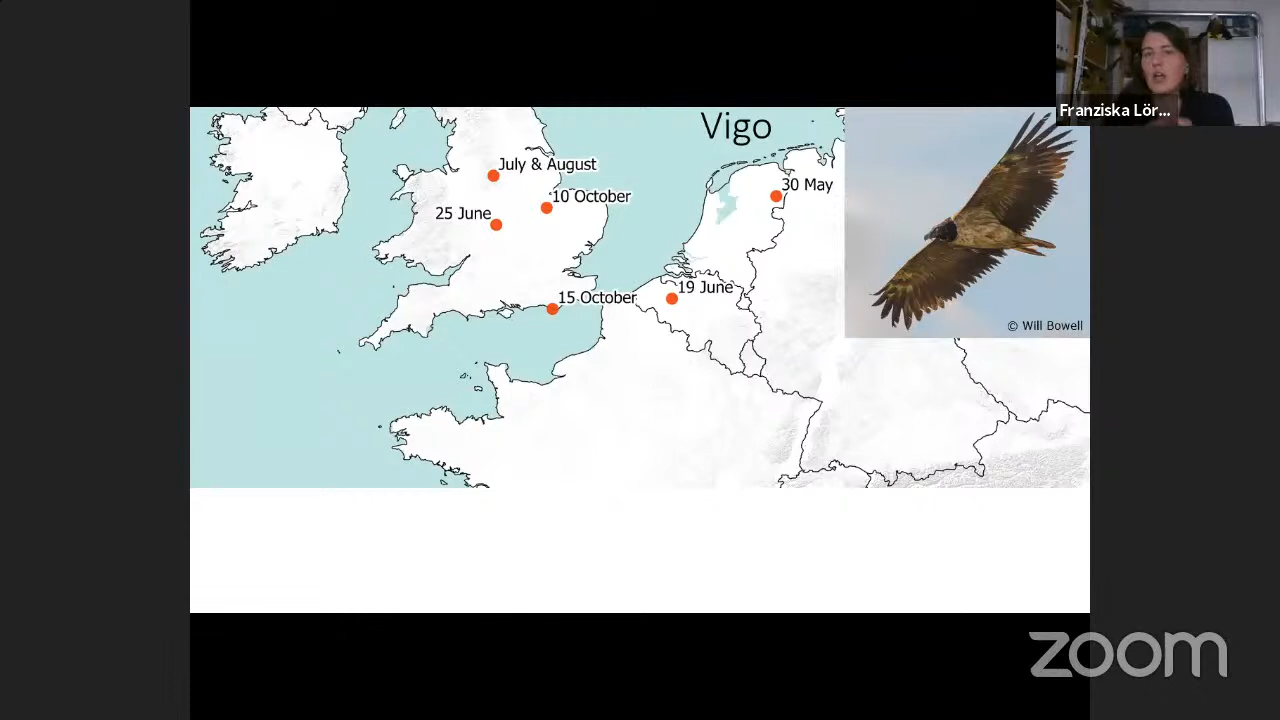 Franziska Lör...
Vigo
July & August
30 May
10 October
25 June
19 June
15 October
© Will Bowell
zoom